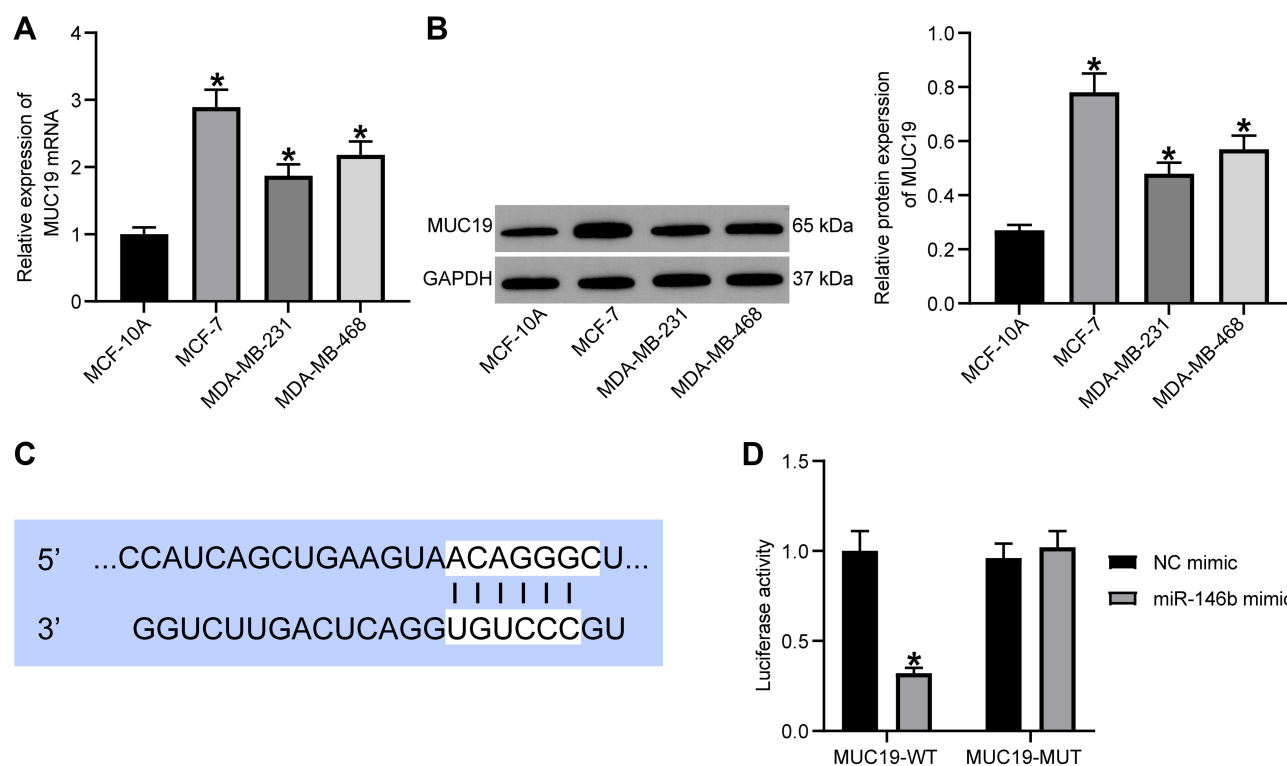 A
Relative expression of
MUC19 mRNA
4
3
2
1
0
*
*
*
MCF-10A
MCF-7
MDA-MB-231
MDA-MB-468
B
MUC19
65 kDa
GAPDH
37 kDa
MCF-10A
MCF-7
MDA-MB-231
MDA-MB-468
Relative protein experssion
of MUC19
1.0
0.8
0.6
0.4
0.2
0.0
*
*
*
MCF-10A
MCF-7
MDA-MB-231
MDA-MB-468
C
5’ ...CCAUCAGCUGAAGUAACAGGGCU...
3’ GGUCUUGACUCAGGUGUCCCGU
D
Luciferase activity
1.5
1.0
0.5
0.0
*
MUC19-WT
MUC19-MUT
NC mimic
miR-146b mimic